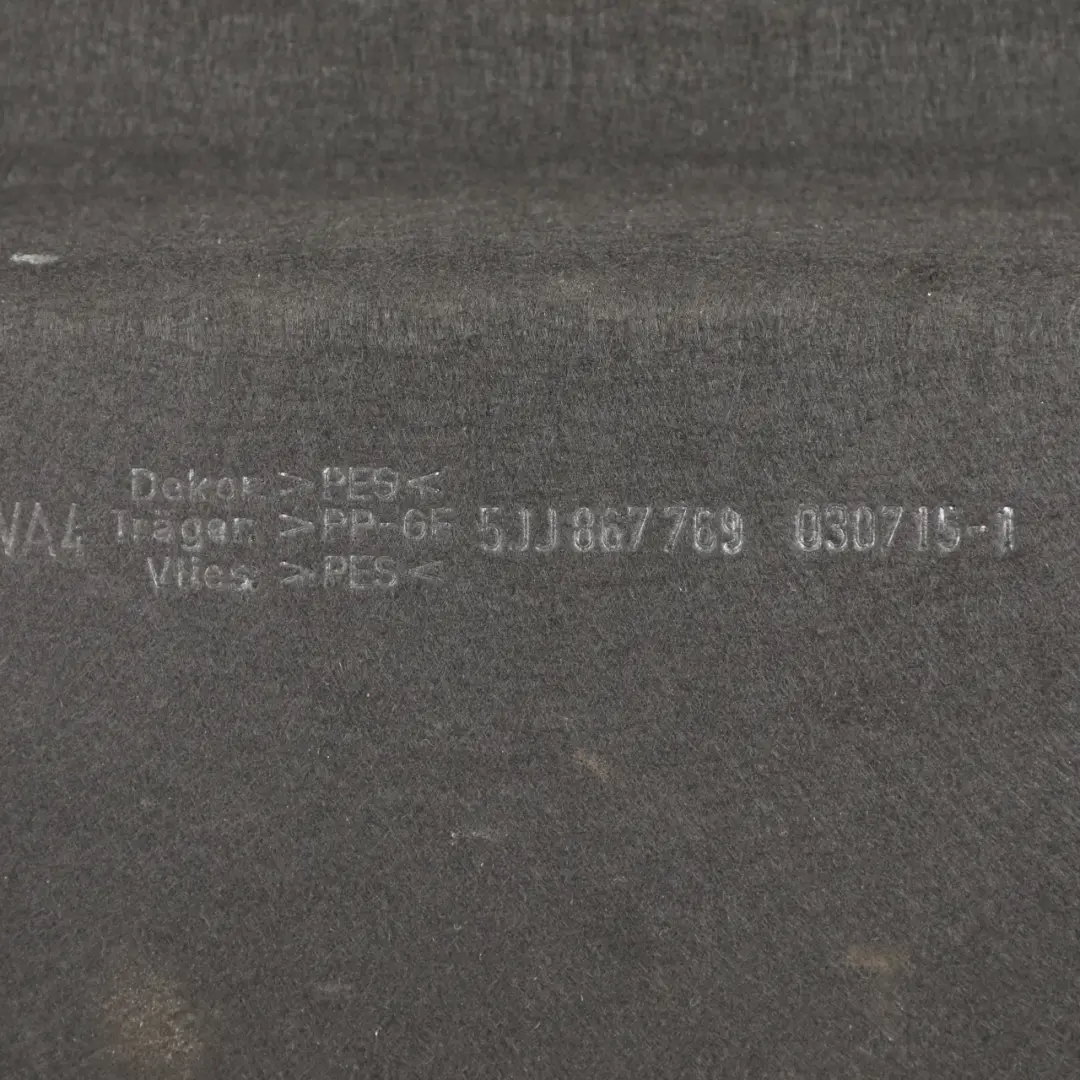 Dekor >PES<
VA4 Träger >PP-GF 5JJ867769 030715-1
Vlies >PES<